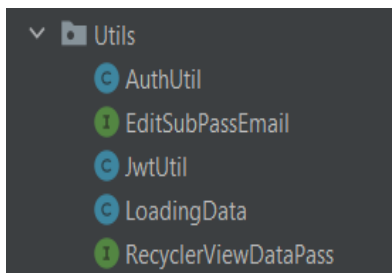 Utils
C AuthUtil
I EditSubPassEmail
C JwtUtil
C LoadingData
I RecyclerViewDataPass